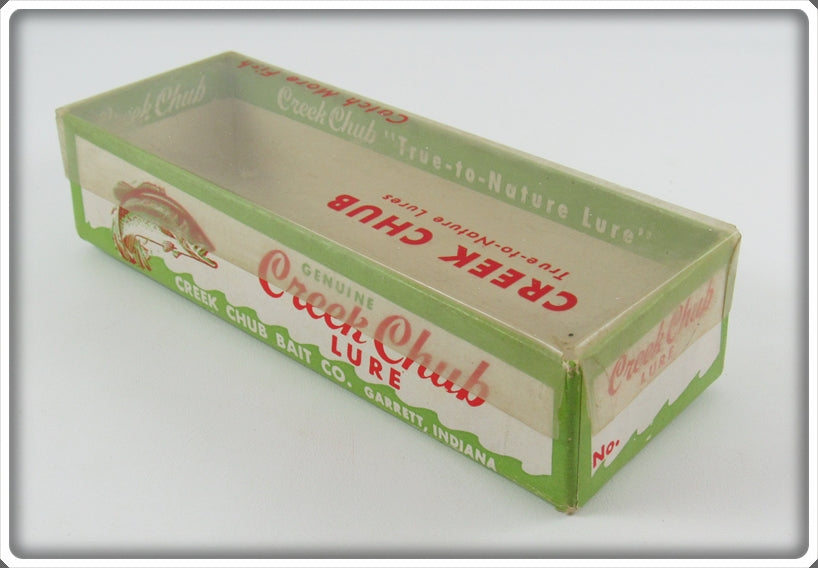 Catch More Fish
Creek Chub
Creek Chub "True-to-Nature Lure"
CREEK CHUB
True-to-Nature Lures
GENUINE
Creek Chub
LURE
CREEK CHUB BAIT CO. GARRETT, INDIANA
Creek Chub
LURE
No.